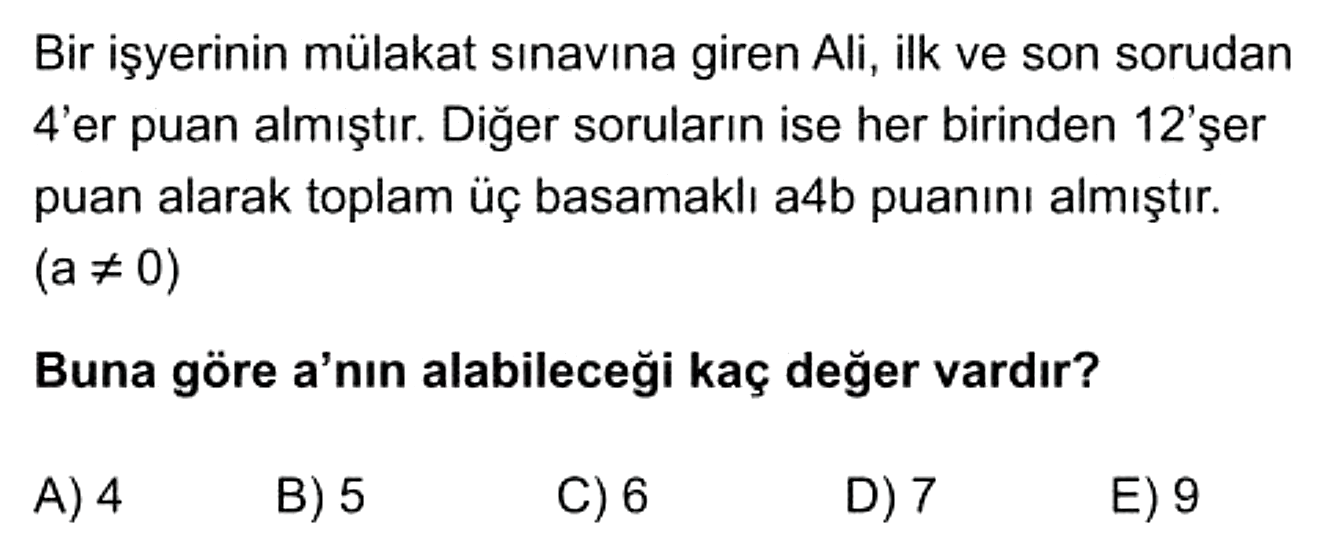 Bir işyerinin mülakat sınavına giren Ali, ilk ve son sorudan
4’er puan almıştır. Diğer soruların ise her birinden 12’şer
puan alarak toplam üç basamaklı a4b puanını almıştır.
(a ≠ 0)
Buna göre a’nın alabileceği kaç değer vardır?
A) 4 B) 5 C) 6 D) 7 E) 9